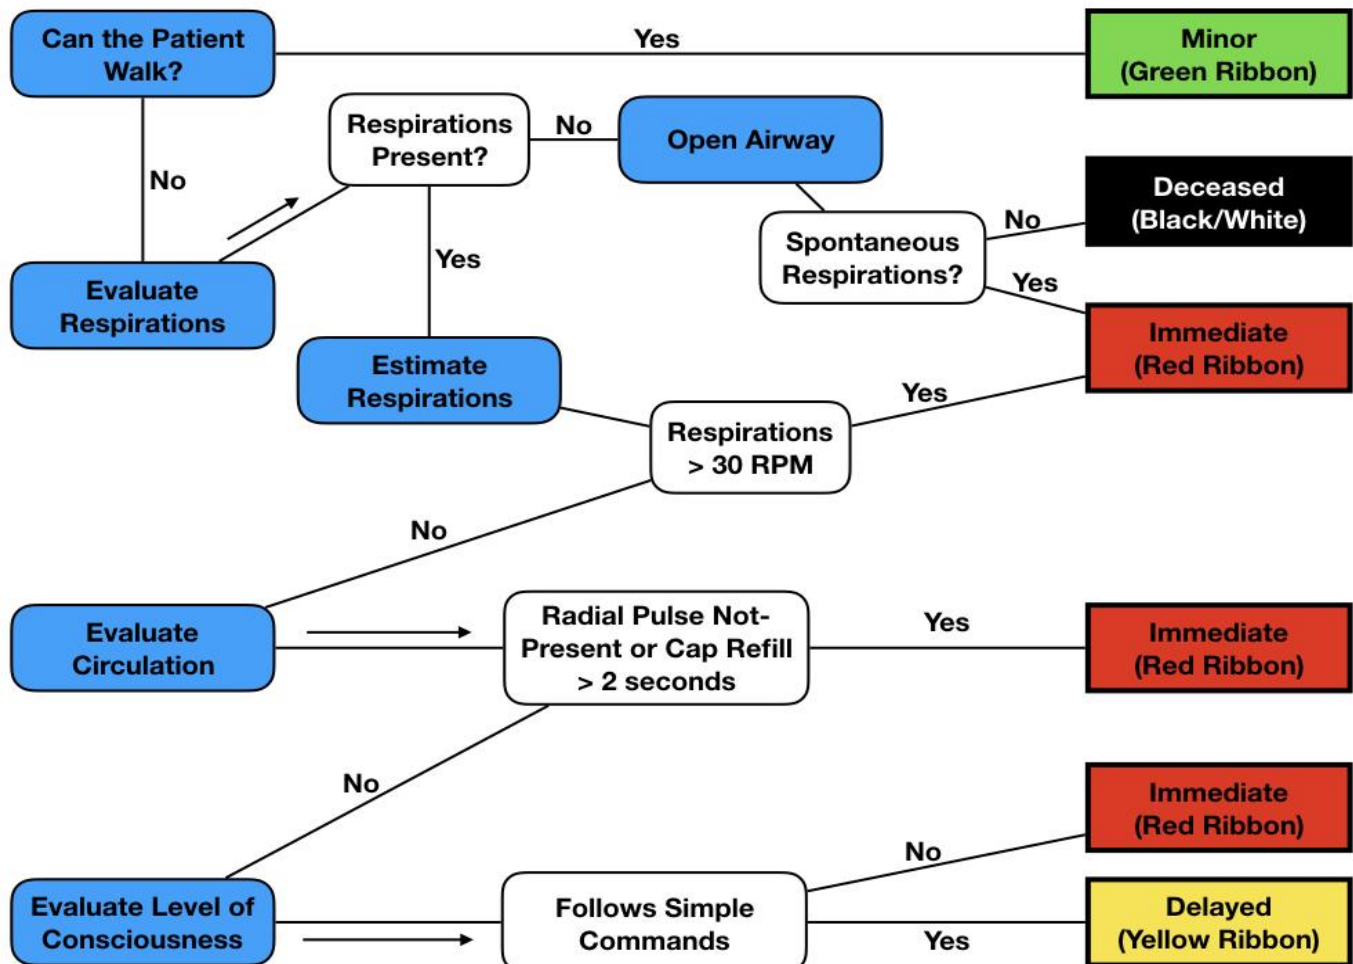 Can the Patient
Walk?
Yes
Minor
(Green Ribbon)
No
Respirations
Present?
No
Open Airway
Deceased
(Black/White)
No
Spontaneous
Respirations?
Yes
Yes
Evaluate
Respirations
Immediate
(Red Ribbon)
Estimate
Respirations
Yes
Respirations
> 30 RPM
No
Evaluate
Circulation
Radial Pulse Not-
Present or Cap Refill
> 2 seconds
Yes
Immediate
(Red Ribbon)
No
Immediate
(Red Ribbon)
No
Evaluate Level of
Consciousness
Follows Simple
Commands
Yes
Delayed
(Yellow Ribbon)